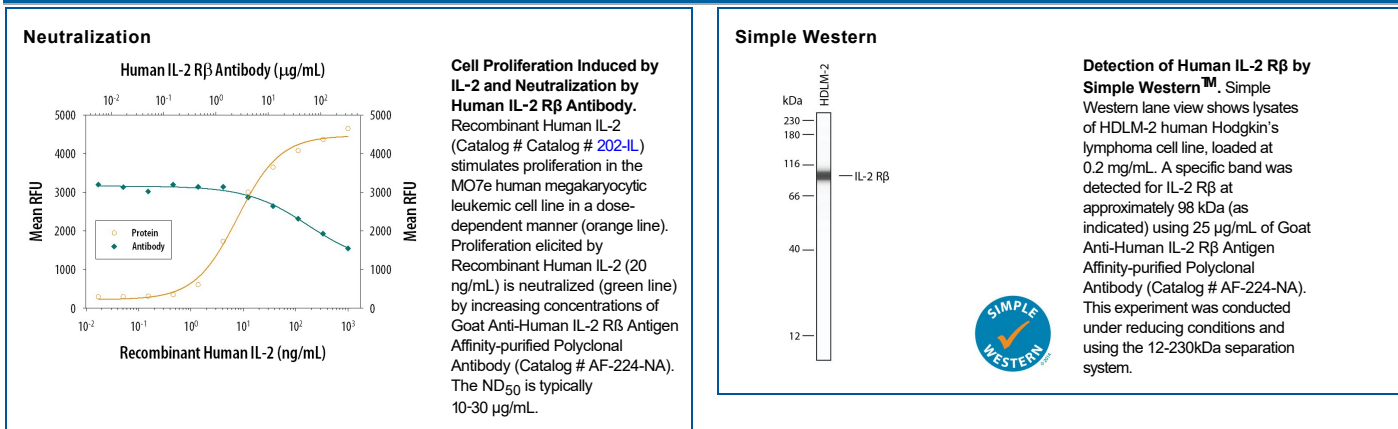 Neutralization
Human IL-2 Rβ Antibody (μg/mL)
10-2 10-1 100 101 102
5000 5000
4000 4000
3000 3000
2000 2000
1000 1000
0 0
Mean RFU
Mean RFU
Protein
Antibody
10-2 10-1 100 101 102 103
Recombinant Human IL-2 (ng/mL)
Cell Proliferation Induced by
IL-2 and Neutralization by
Human IL-2 Rβ Antibody.
Recombinant Human IL-2
(Catalog # Catalog # 202-IL)
stimulates proliferation in the
MO7e human megakaryocytic
leukemic cell line in a dose-
dependent manner (orange line).
Proliferation elicited by
Recombinant Human IL-2 (20
ng/mL) is neutralized (green line)
by increasing concentrations of
Goat Anti-Human IL-2 Rß Antigen
Affinity-purified Polyclonal
Antibody (Catalog # AF-224-NA).
The ND50 is typically
10-30 µg/mL.
Simple Western
kDa
HDLM-2
230
180
116
IL-2 Rβ
66
40
12
SIMPLE
WESTERN
Detection of Human IL-2 Rβ by
Simple Western™. Simple
Western lane view shows lysates
of HDLM-2 human Hodgkin's
lymphoma cell line, loaded at
0.2 mg/mL. A specific band was
detected for IL-2 Rβ at
approximately 98 kDa (as
indicated) using 25 µg/mL of Goat
Anti-Human IL-2 Rβ Antigen
Affinity-purified Polyclonal
Antibody (Catalog # AF-224-NA).
This experiment was conducted
under reducing conditions and
using the 12-230kDa separation
system.